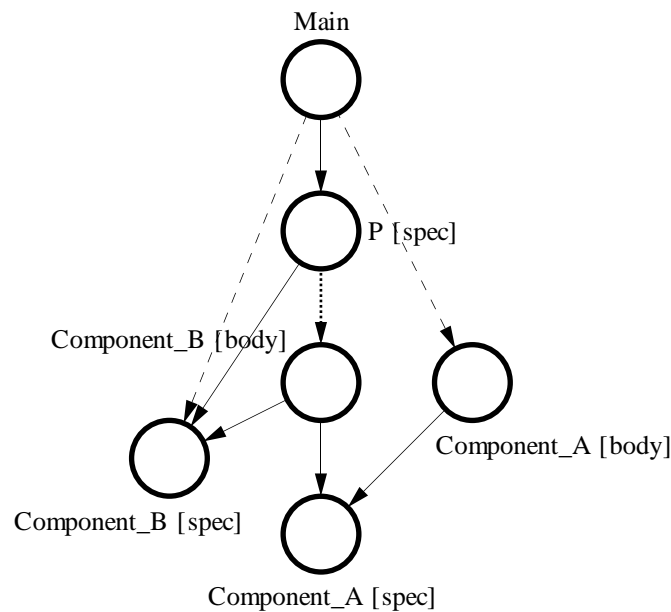 Main
P [spec]
Component_B [body]
Component_A [body]
Component_B [spec]
Component_A [spec]